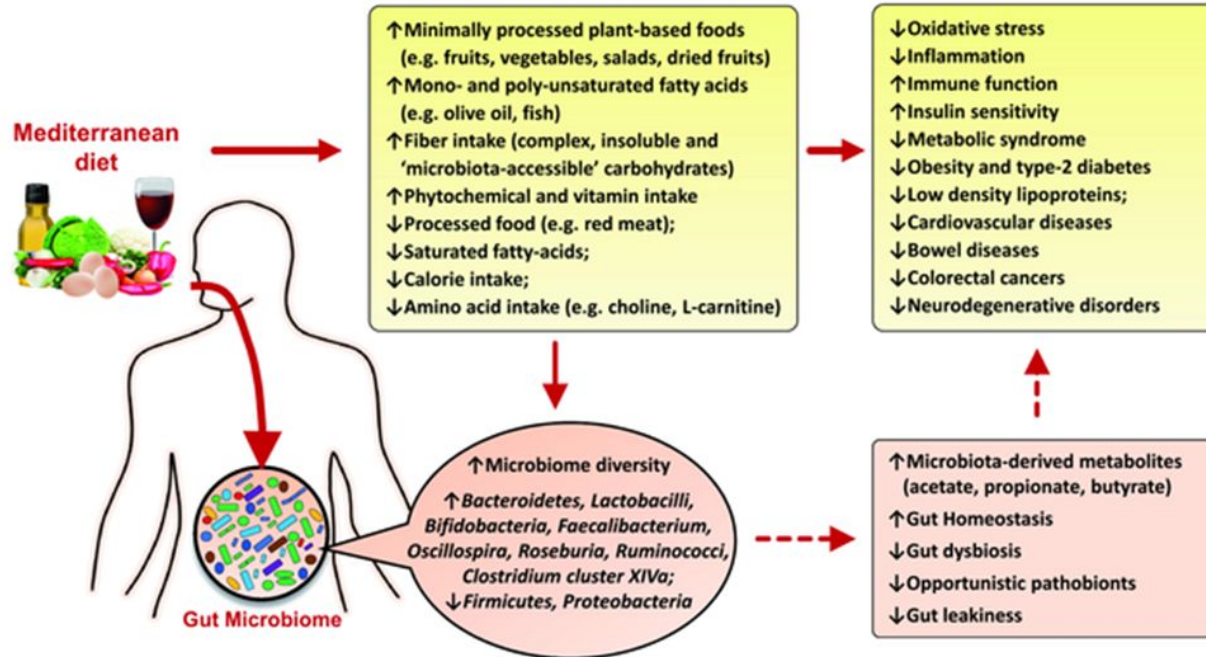 Mediterranean
diet
↑Minimally processed plant-based foods
(e.g. fruits, vegetables, salads, dried fruits)
↑Mono- and poly-unsaturated fatty acids
(e.g. olive oil, fish)
↑Fiber intake (complex, insoluble and
‘microbiota-accessible’ carbohydrates)
↑Phytochemical and vitamin intake
↓Processed food (e.g. red meat);
↓Saturated fatty-acids;
↓Calorie intake;
↓Amino acid intake (e.g. choline, L-carnitine)
↓Oxidative stress
↓Inflammation
↑Immune function
↑Insulin sensitivity
↓Metabolic syndrome
↓Obesity and type-2 diabetes
↓Low density lipoproteins;
↓Cardiovascular diseases
↓Bowel diseases
↓Colorectal cancers
↓Neurodegenerative disorders
Gut Microbiome
↑Microbiome diversity
↑Bacteroidetes, Lactobacilli,
Bifidobacteria, Faecalibacterium,
Oscillospira, Roseburia, Ruminococci,
Clostridium cluster XIVa;
↓Firmicutes, Proteobacteria
↑Microbiota-derived metabolites
(acetate, propionate, butyrate)
↑Gut Homeostasis
↓Gut dysbiosis
↓Opportunistic pathobionts
↓Gut leakiness